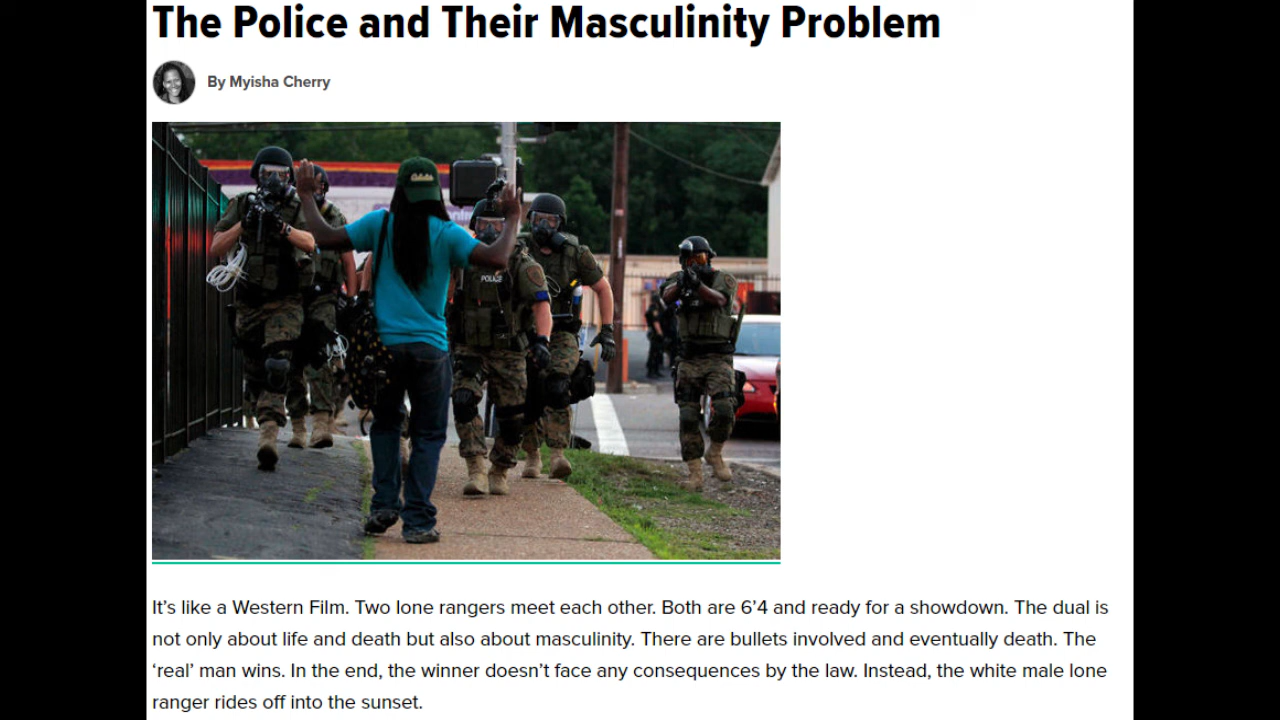 The Police and Their Masculinity Problem
By Myisha Cherry
POLICE
It’s like a Western Film. Two lone rangers meet each other. Both are 6’4 and ready for a showdown. The dual is
not only about life and death but also about masculinity. There are bullets involved and eventually death. The
‘real’ man wins. In the end, the winner doesn’t face any consequences by the law. Instead, the white male lone
ranger rides off into the sunset.